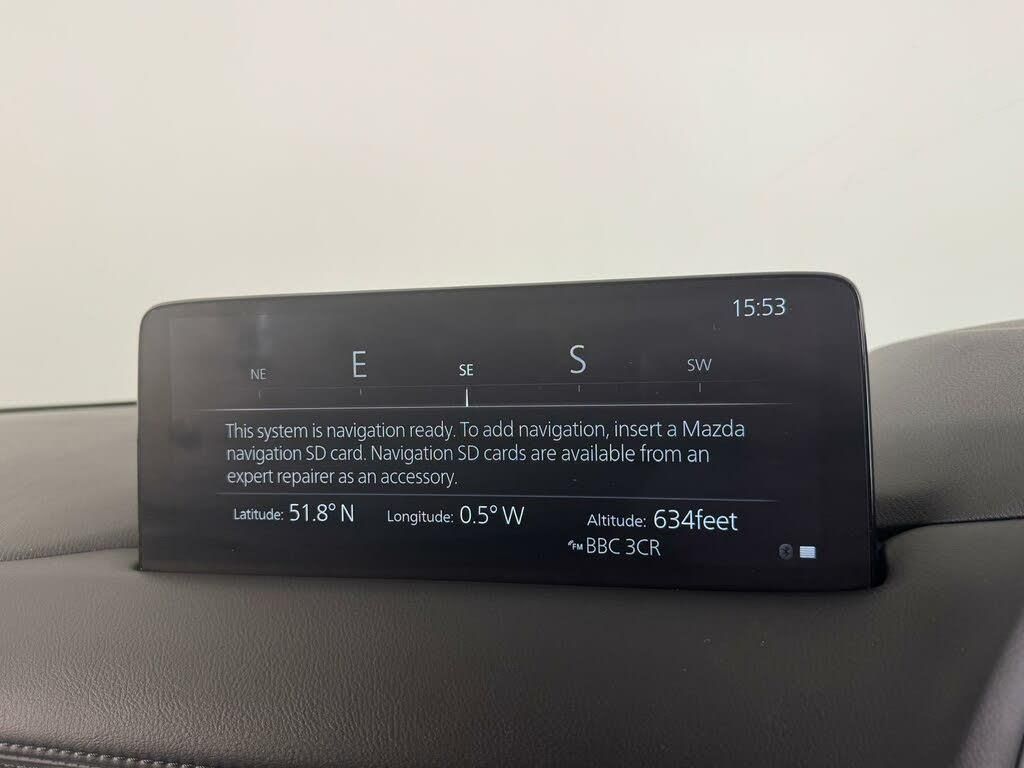 15:53
NE E SE S SW
This system is navigation ready. To add navigation, insert a Mazda
navigation SD card. Navigation SD cards are available from an
expert repairer as an accessory.
Latitude: 51.8° N Longitude: 0.5° W Altitude: 634feet
FM BBC 3CR